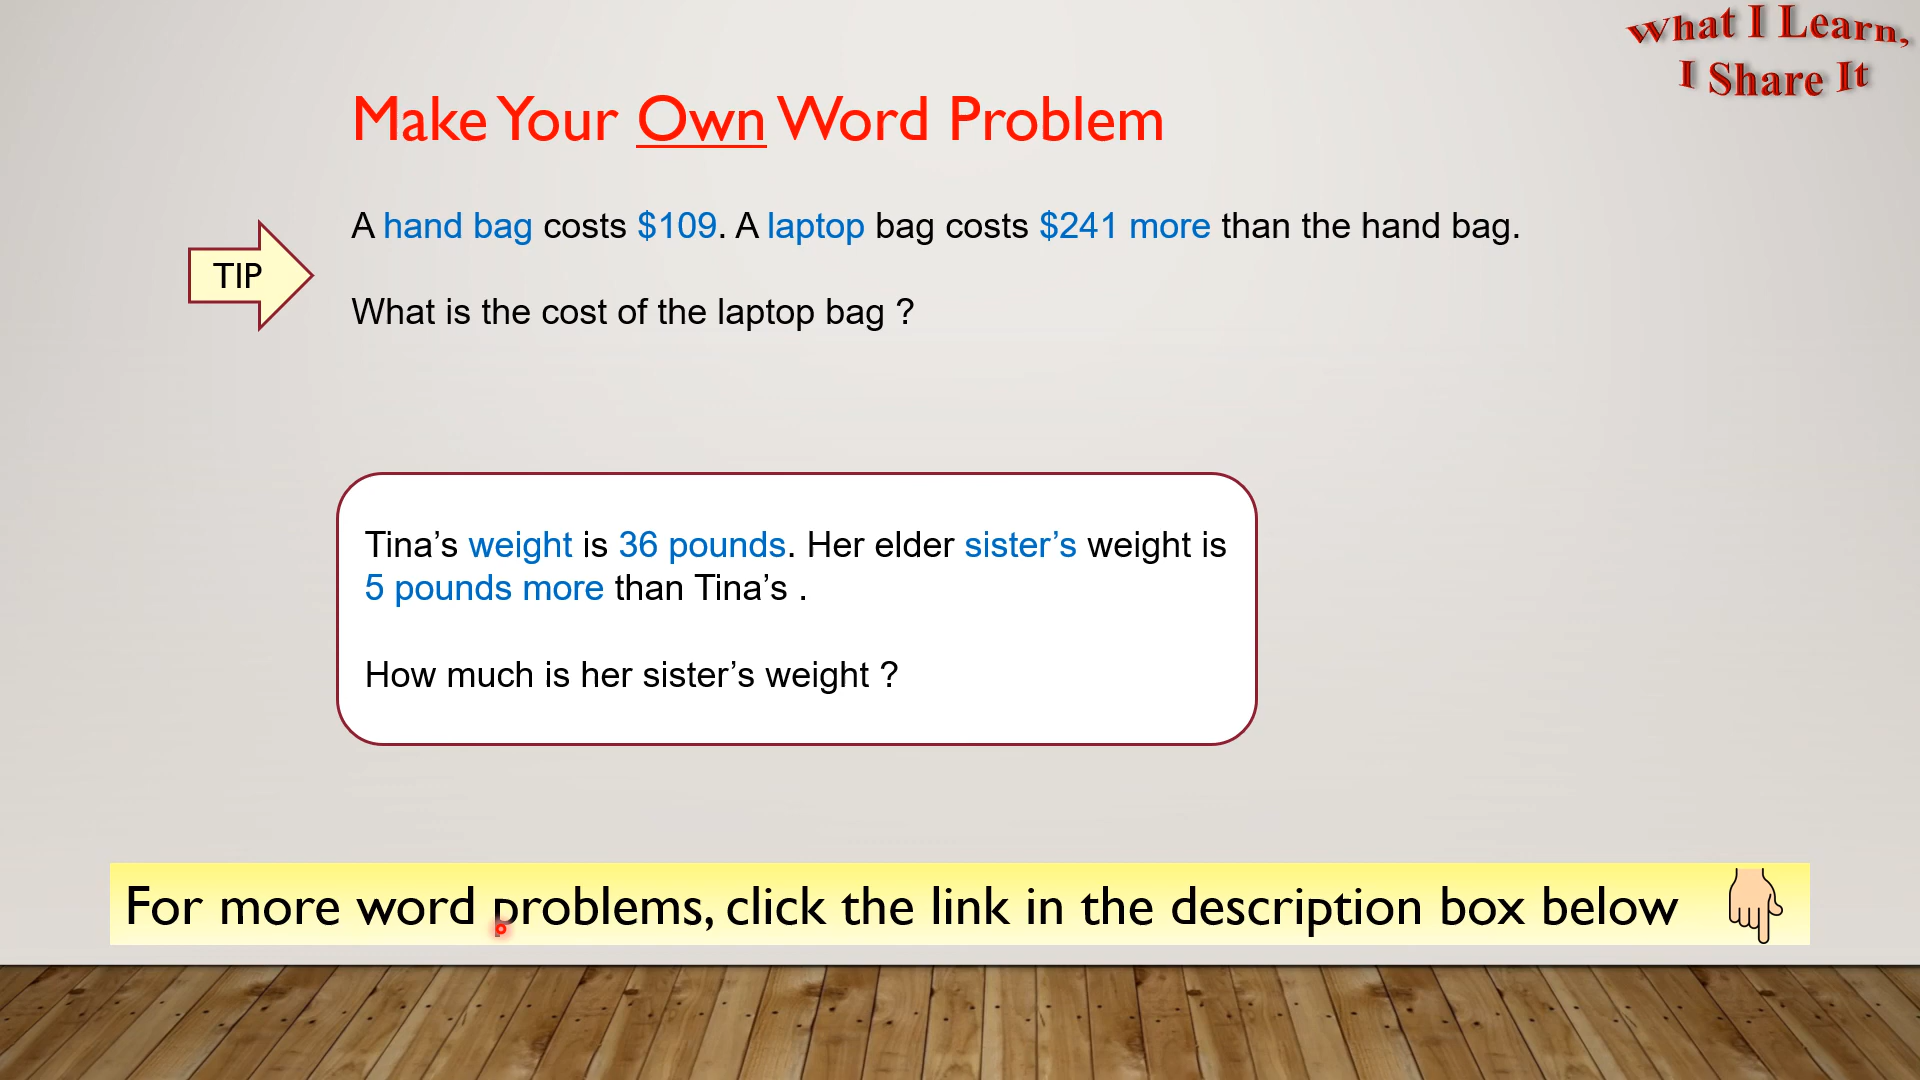 What I Learn,
I Share It
Make Your Own Word Problem
A hand bag costs $109. A laptop bag costs $241 more than the hand bag.
TIP
What is the cost of the laptop bag ?
Tina’s weight is 36 pounds. Her elder sister’s weight is
5 pounds more than Tina’s .
How much is her sister’s weight ?
For more word problems, click the link in the description box below